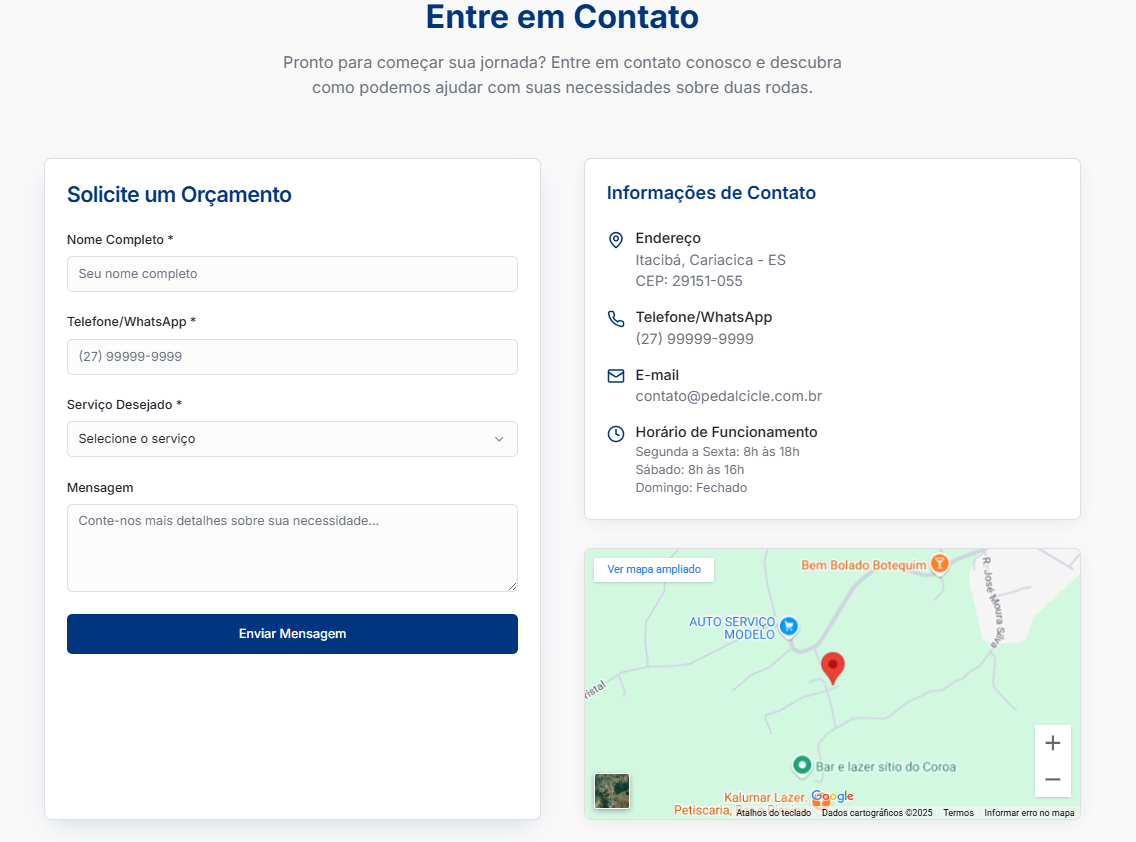 Entre em Contato
Pronto para começar sua jornada? Entre em contato conosco e descubra
como podemos ajudar com suas necessidades sobre duas rodas.
Solicite um Orçamento
Nome Completo *
Seu nome completo
Telefone/WhatsApp *
(27) 99999-9999
Serviço Desejado *
Selecione o serviço
Mensagem
Conte-nos mais detalhes sobre sua necessidade...
Enviar Mensagem
Informações de Contato
Endereço
Itacibá, Cariacica - ES
CEP: 29151-055
Telefone/WhatsApp
(27) 99999-9999
E-mail
contato@pedalcicle.com.br
Horário de Funcionamento
Segunda a Sexta: 8h às 18h
Sábado: 8h às 16h
Domingo: Fechado
Ver mapa ampliado
Bem Bolado Botequim
R. José Moura Silva
AUTO SERVIÇO
MODELO
ristal
Bar e lazer sítio do Coroa
Kalumar Lazer.
Google
Petiscaria,
Atalhos do teclado
Dados cartográficos ©2025
Termos
Informar erro no mapa